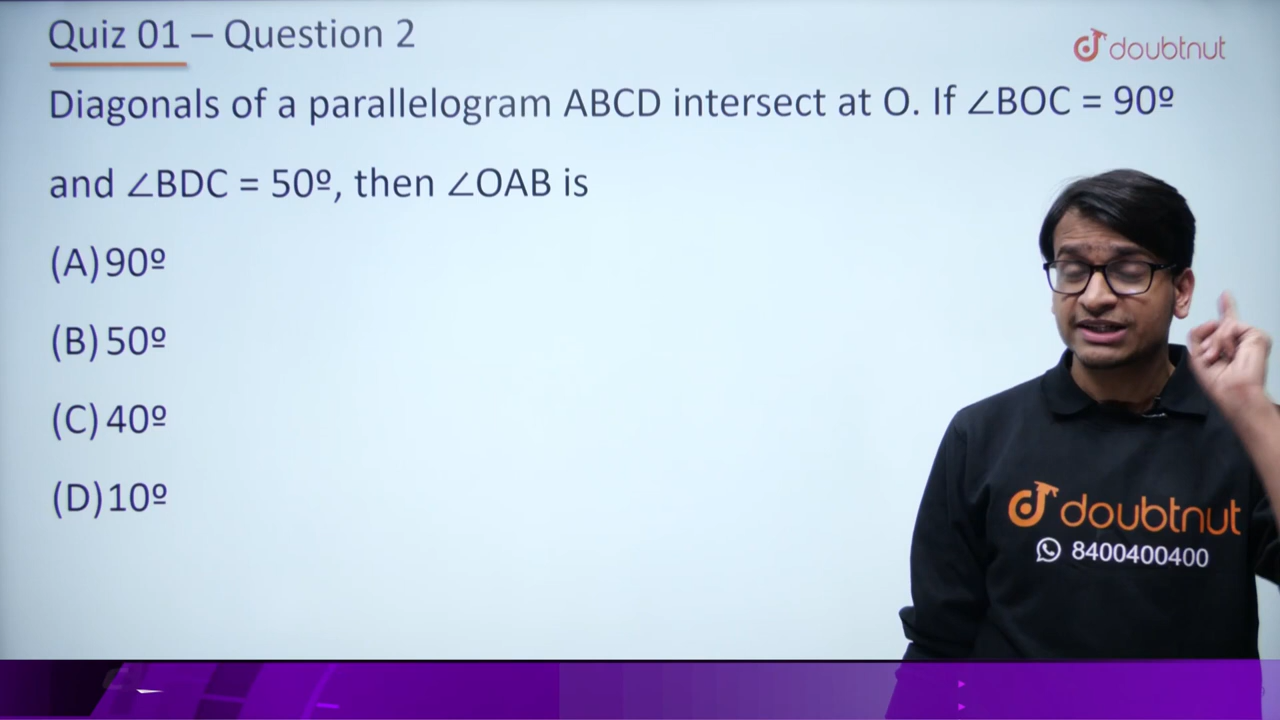 Quiz 01 – Question 2
doubtnut
Diagonals of a parallelogram ABCD intersect at O. If ∠BOC = 90º
and ∠BDC = 50º, then ∠OAB is
(A) 90º
(B) 50º
(C) 40º
(D) 10º
doubtnut
8400400400